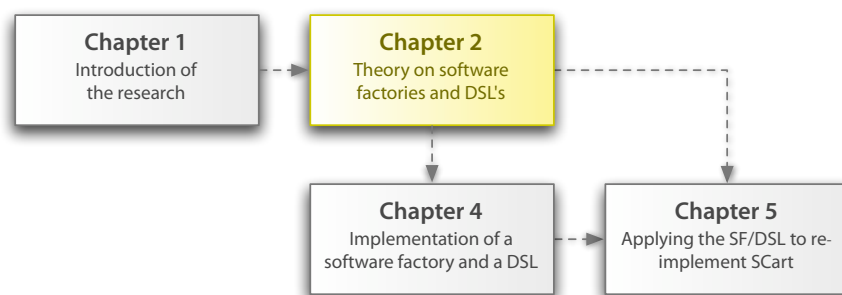 Chapter 1
Introduction of
the research
Chapter 2
Theory on software
factories and DSL's
Chapter 4
Implementation of a
software factory and a DSL
Chapter 5
Applying the SF/DSL to re-
implement SCart